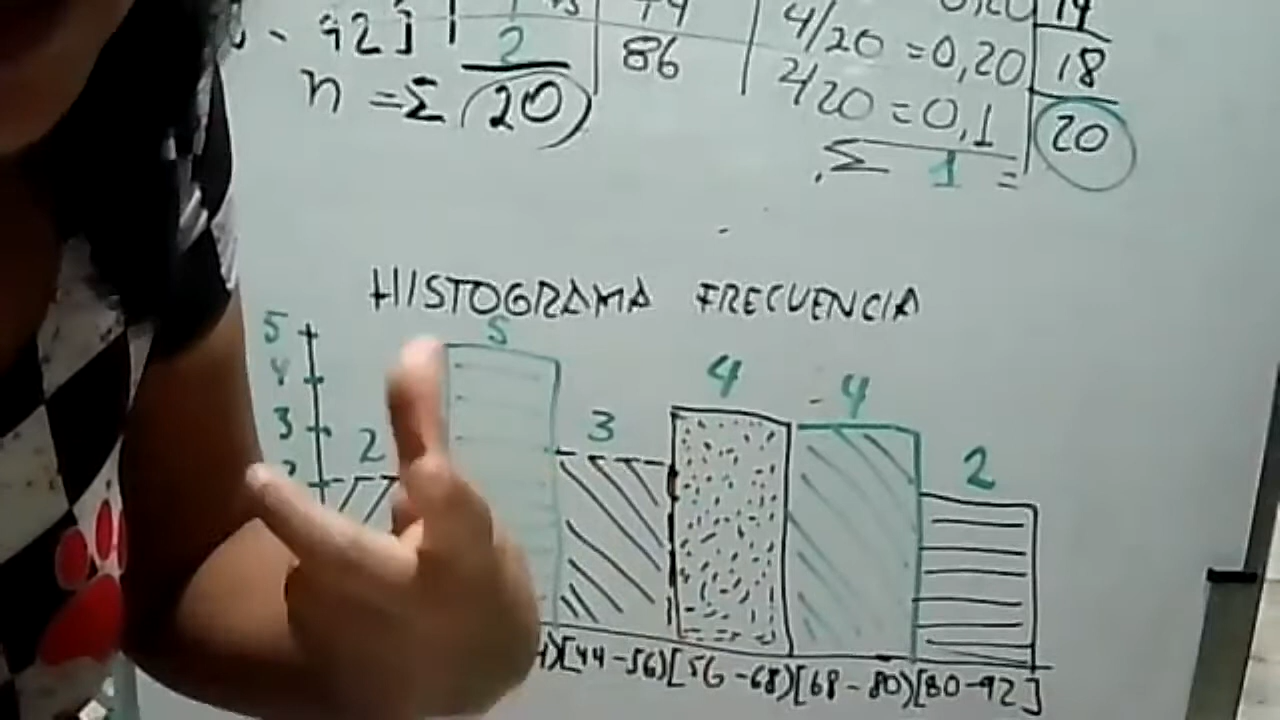 - 92] 2 86 4/20 =0,20 18
n =Σ 20 2/20 =0,1 20
Σ 1 =
HISTOGRAMA FRECUENCIA
5 5
4 4 4
3 2 3 2
)[44-56)[56-68)[68-80)[80-92]